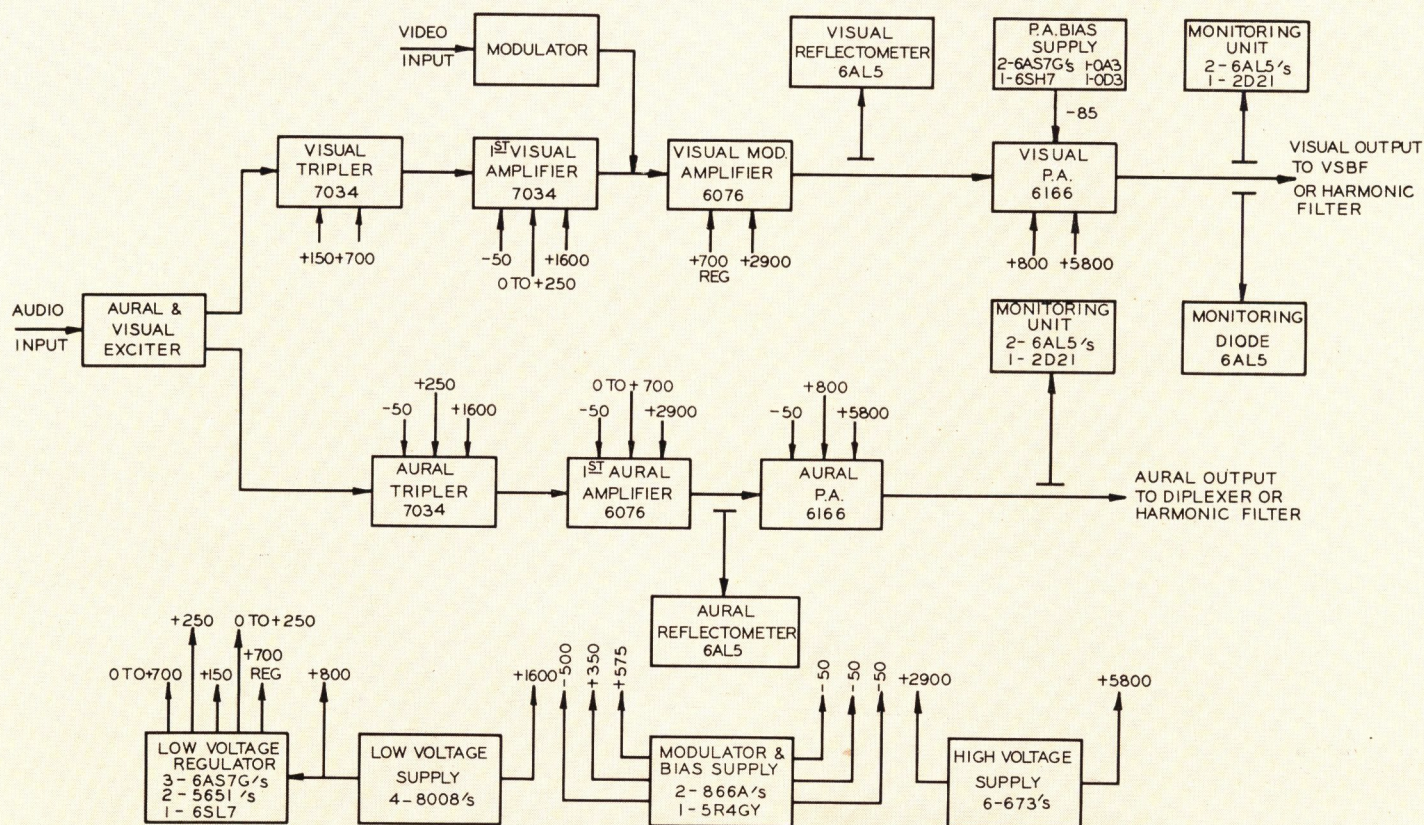 VIDEO
INPUT
MODULATOR
VISUAL
REFLECTOMETER
6AL5
P.A. BIAS
SUPPLY
2-6AS7G's 1-0A3
1-6SH7 1-0D3
MONITORING
UNIT
2-6AL5's
1-2D21
-85
VISUAL
TRIPLER
7034
1ST VISUAL
AMPLIFIER
7034
VISUAL MOD.
AMPLIFIER
6076
VISUAL
P.A.
6166
VISUAL OUTPUT
TO VSBF
OR HARMONIC
FILTER
+150 +700
-50
0 TO +250
+1600
+700
REG
+2900
+800
+5800
AUDIO
INPUT
AURAL &
VISUAL
EXCITER
MONITORING
UNIT
2-6AL5's
1-2D21
MONITORING
DIODE
6AL5
-50
+250
+1600
-50
0 TO +700
+2900
-50
+800
+5800
AURAL
TRIPLER
7034
1ST AURAL
AMPLIFIER
6076
AURAL
P.A.
6166
AURAL OUTPUT
TO DIPLEXER OR
HARMONIC FILTER
AURAL
REFLECTOMETER
6AL5
0 TO +700
+250
+150
0 TO +250
+700
REG
+800
+1600
-500
+350
+575
-50
-50
-50
+2900
+5800
LOW VOLTAGE
REGULATOR
3-6AS7G's
2-5651's
1-6SL7
LOW VOLTAGE
SUPPLY
4-8008's
MODULATOR &
BIAS SUPPLY
2-866A's
1-5R4GY
HIGH VOLTAGE
SUPPLY
6-673's